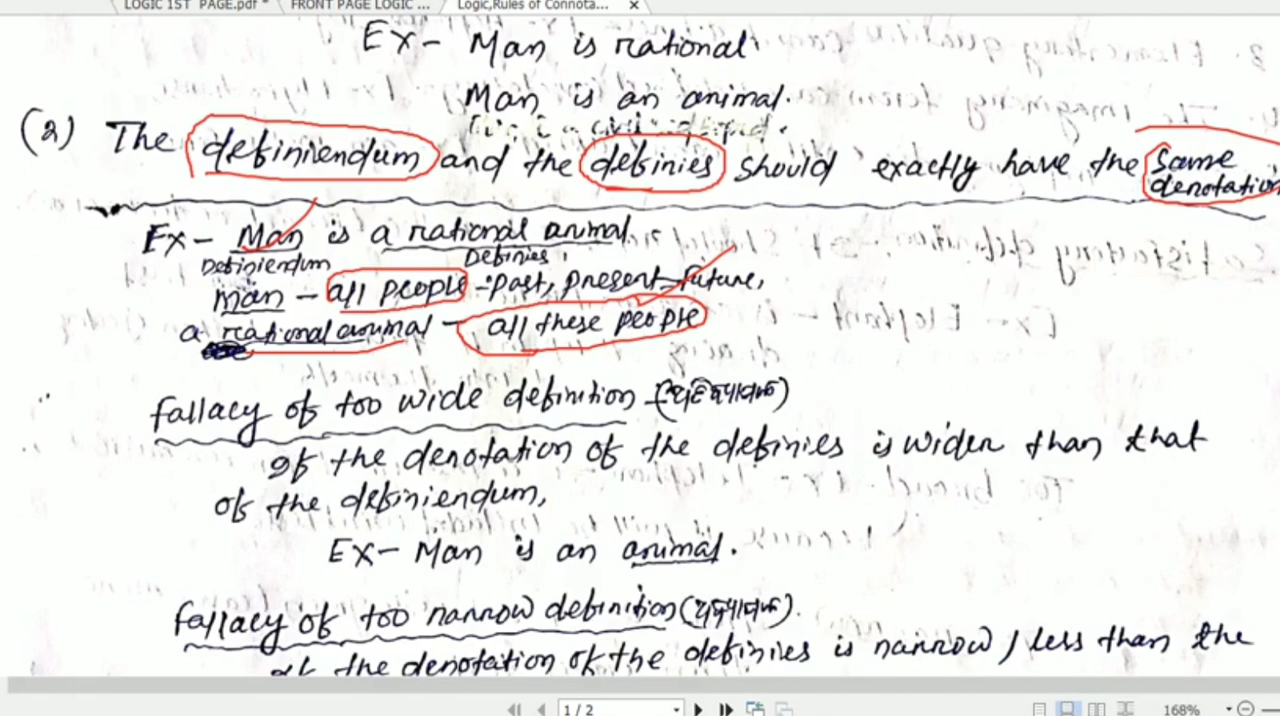 LOGIC 1ST PAGE.pdf *
FRONT PAGE LOGIC ...
Logic,Rules of Connota...
Ex- Man is rational
Man is an animal.
(2) The definiendum and the definies should exactly have the same denotation
Ex- Man is a rational animal.
Definiendum Definies,
man - all people - past, present future,
a rational animal - all these people
fallacy of too wide definition -
If the denotation of the definies is wider than that
of the definiendum,
Ex- Man is an animal.
fallacy of too narrow definition
If the denotation of the definies is narrow / less than the
1 / 2
168%